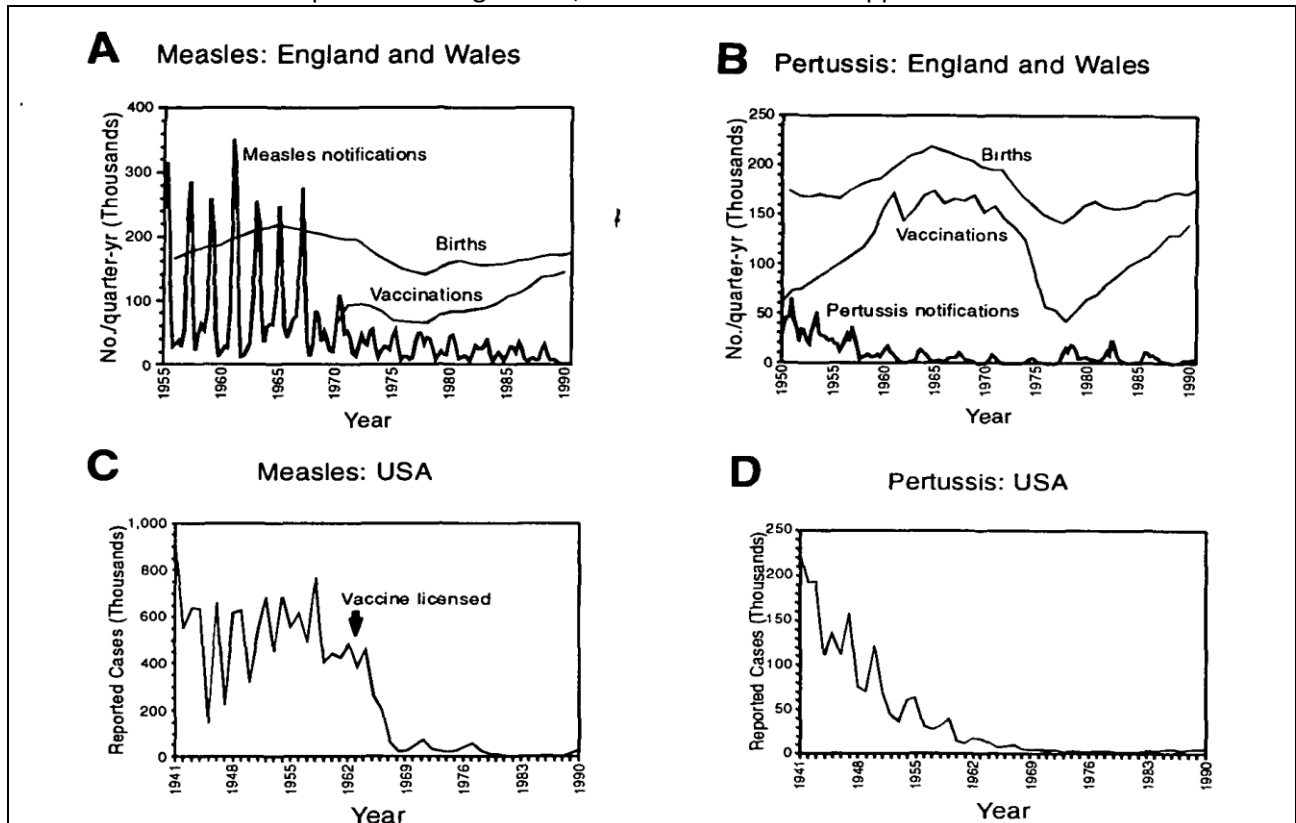 A Measles: England and Wales
No./quarter-yr (Thousands)
400
300
200
100
0
Measles notifications
Births
Vaccinations
1955
1960
1965
1970
1975
1980
1985
1990
Year
B Pertussis: England and Wales
No./quarter-yr (Thousands)
250
200
150
100
50
0
Births
Vaccinations
Pertussis notifications
1950
1955
1960
1965
1970
1975
1980
1985
1990
Year
C Measles: USA
Reported Cases (Thousands)
1,000
800
600
400
200
0
Vaccine licensed
1941
1948
1955
1962
1969
1976
1983
1990
Year
D Pertussis: USA
Reported Cases (Thousands)
250
200
150
100
50
0
1941
1948
1955
1962
1969
1976
1983
1990
Year